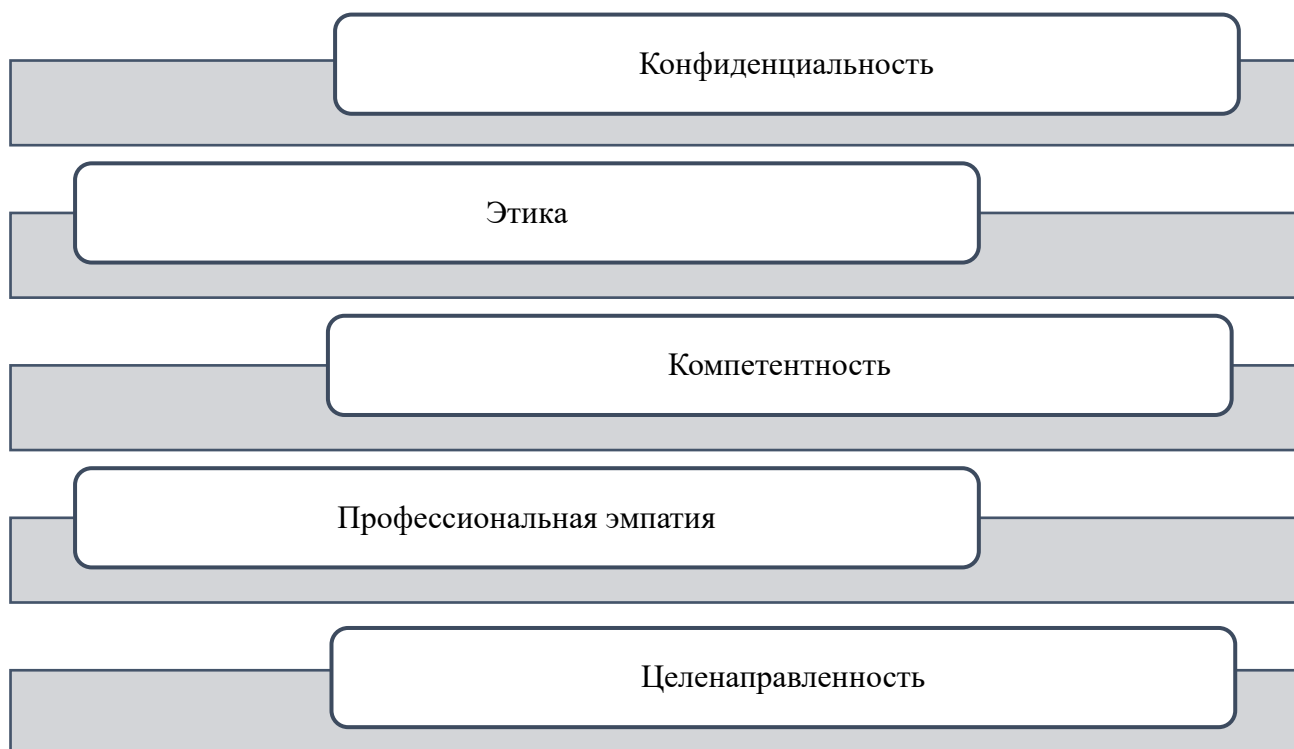 Конфиденциальность
Этика
Компетентность
Профессиональная эмпатия
Целенаправленность